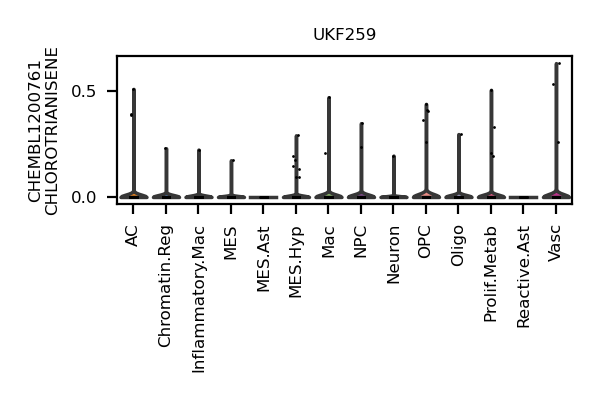 UKF259
CHEMBL1200761
CHLOROTRIANISENE
0.5
0.0
AC
Chromatin.Reg
Inflammatory.Mac
MES
MES.Ast
MES.Hyp
Mac
NPC
Neuron
OPC
Oligo
Prolif.Metab
Reactive.Ast
Vasc